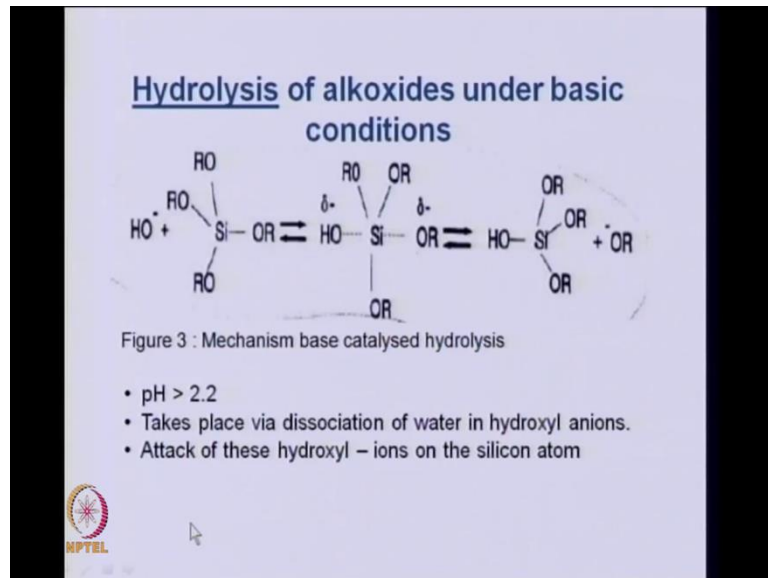 Hydrolysis of alkoxides under basic
conditions
RO
RO
HO- + Si – OR ⇌ HO Si OR ⇌ HO – Si + -OR
RO
RO OR
δ- δ-
OR
OR
OR
OR
Figure 3 : Mechanism base catalysed hydrolysis
• pH > 2.2
• Takes place via dissociation of water in hydroxyl anions.
• Attack of these hydroxyl – ions on the silicon atom
NPTEL